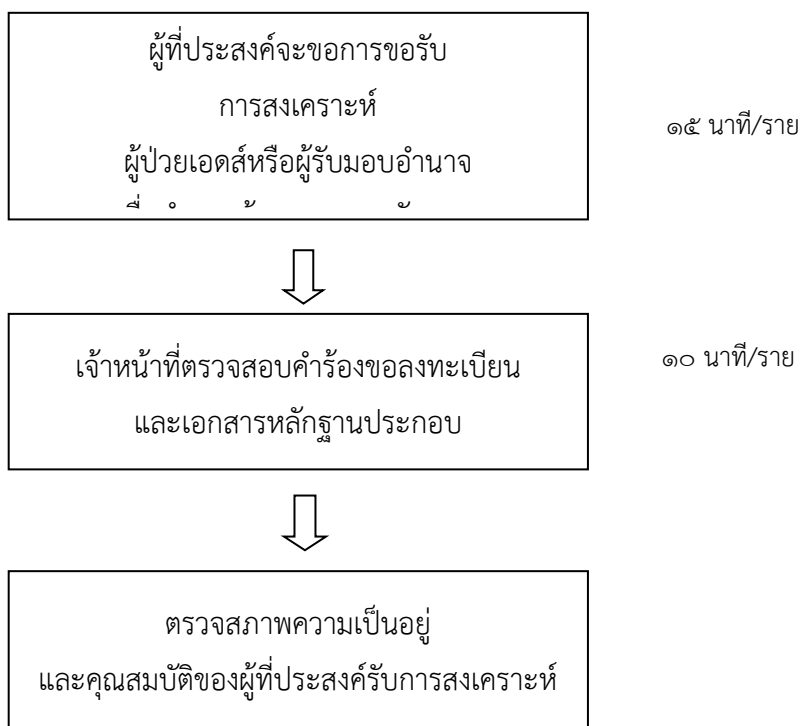 ผู้ที่ประสงค์จะขอการขอรับ
การสงเคราะห์
ผู้ป่วยเอดส์หรือผู้รับมอบอำนาจ
๑๕ นาที/ราย
เจ้าหน้าที่ตรวจสอบคำร้องขอลงทะเบียน
และเอกสารหลักฐานประกอบ
๑๐ นาที/ราย
ตรวจสภาพความเป็นอยู่
และคุณสมบัติของผู้ที่ประสงค์รับการสงเคราะห์